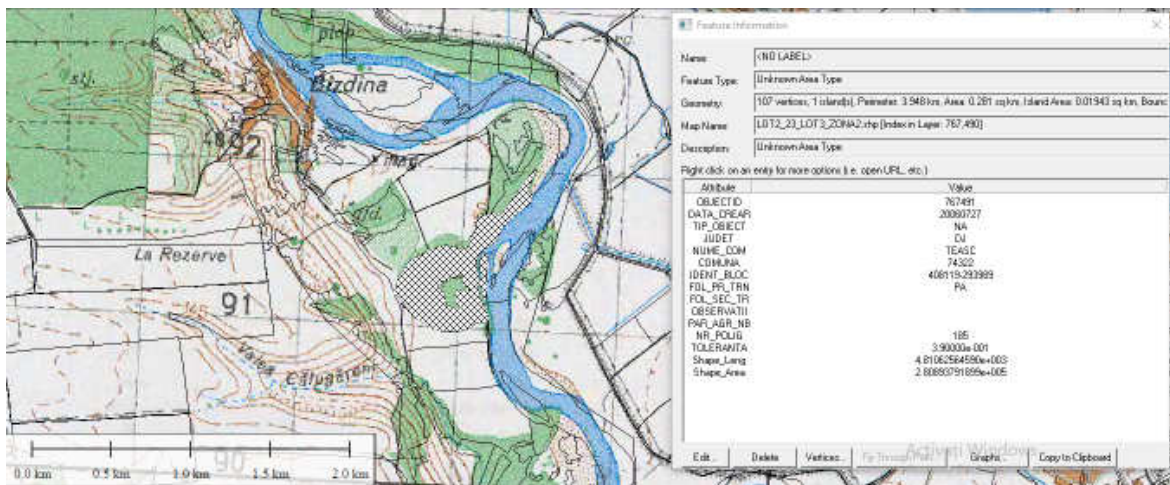 plop
stj.
Bizdina
92
gîd.
La Rezerve
91
Valea Călugăreni
90
0.0 km 0.5 km 1.0 km 1.5 km 2.0 km
Feature Information
Name: <NO LABEL>
Feature Type: Unknown Area Type
Geometry: 107 vertices, 1 island(s), Perimeter: 3.948 km, Area: 0.281 sq km, Island Area: 0.01943 sq km, Bounc
Map Name: LOT2_23_LOT3_ZONA2.shp [Index in Layer: 767,490]
Description: Unknown Area Type
Right click on an entry for more options (i.e. open URL, etc.)
Attribute Value
OBJECTID 767491
DATA_CREAR 20060727
TIP_OBIECT NA
JUDET DJ
NUME_COM TEASC
COMUNA 74322
IDENT_BLOC 408119-293989
FOL_PR_TRN PA
FOL_SEC_TR
OBSERVATII
PAR_AGR_NB
NR_POLIG 185
TOLERANTA 3.90000e-001
Shape_Leng 4.81062564590e+003
Shape_Area 2.80893791899e+005
Edit... Delete Vertices... Graphs... Copy to Clipboard
Activați Windows